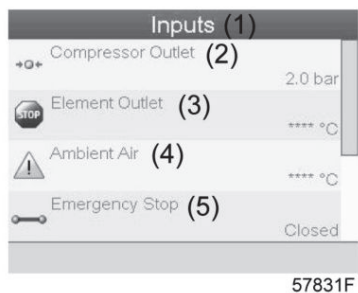 Inputs (1)
Compressor Outlet (2)
2.0 bar
STOP
Element Outlet (3)
**** °C
Ambient Air (4)
**** °C
Emergency Stop (5)
Closed
57831F